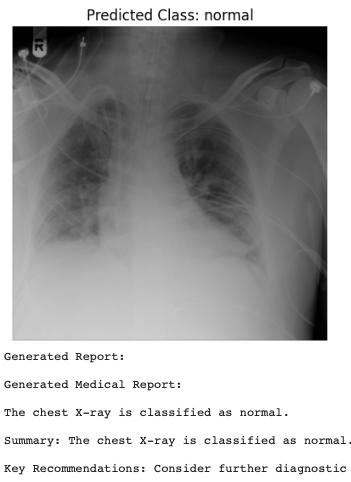 Predicted Class: normal
R
Generated Report:
Generated Medical Report:
The chest X-ray is classified as normal.
Summary: The chest X-ray is classified as normal.
Key Recommendations: Consider further diagnostic